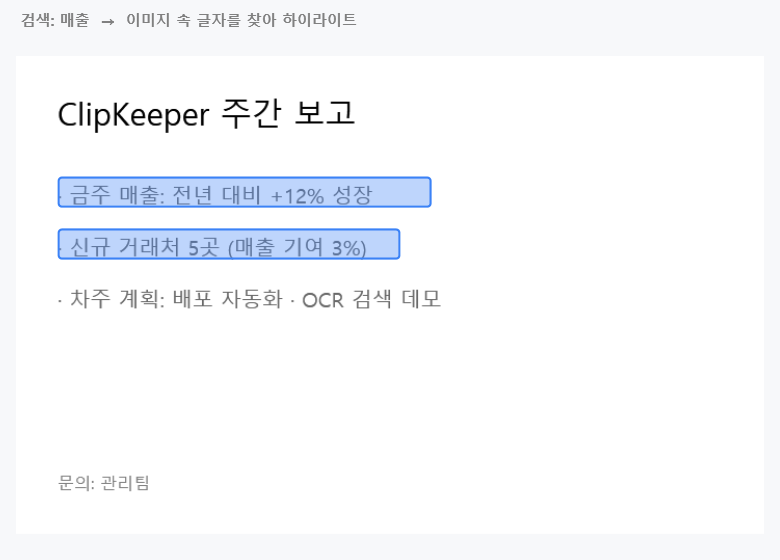 검색: 매출 → 이미지 속 글자를 찾아 하이라이트
ClipKeeper 주간 보고
· 금주 매출: 전년 대비 +12% 성장
· 신규 거래처 5곳 (매출 기여 3%)
· 차주 계획: 배포 자동화 · OCR 검색 데모
문의: 관리팀